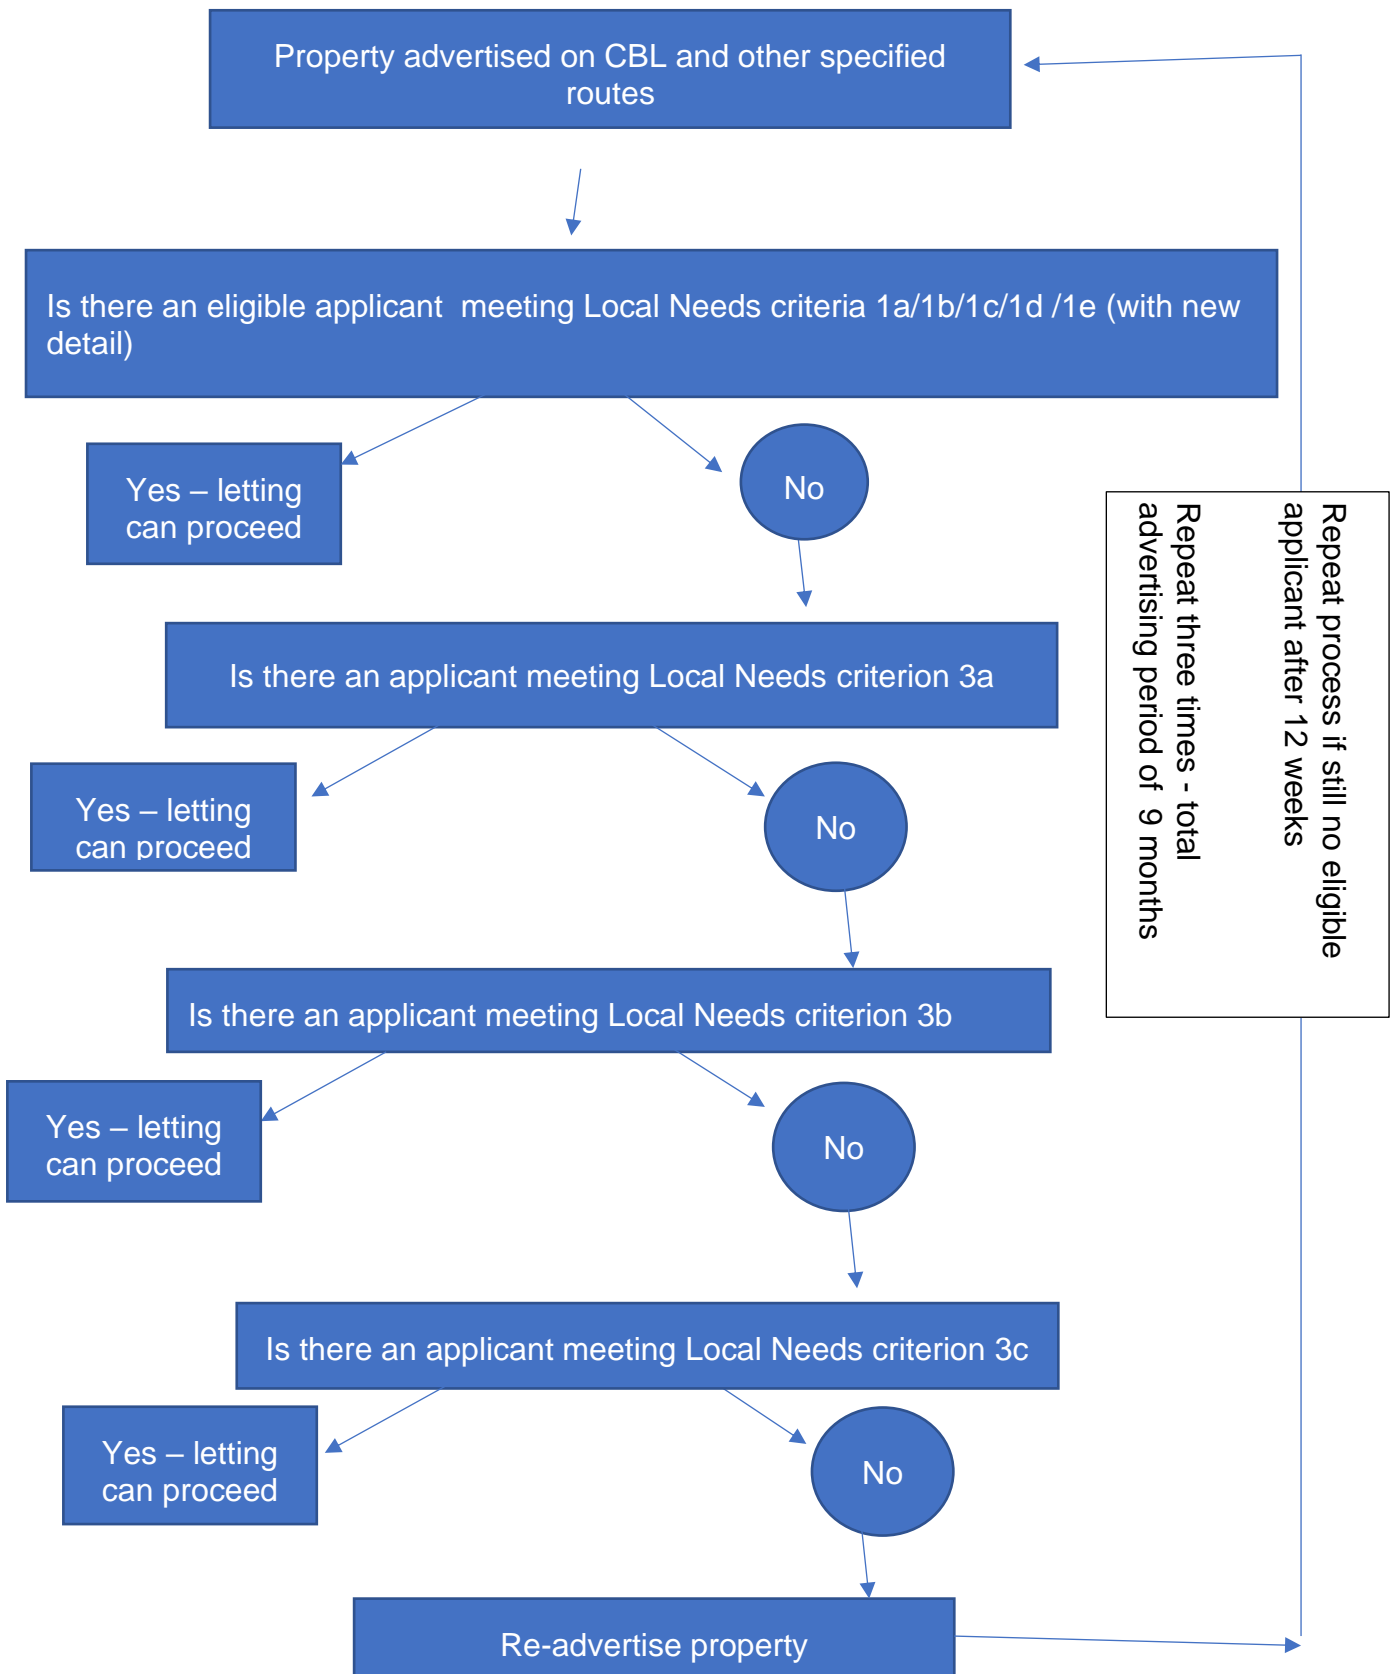 Property advertised on CBL and other specified
routes
Is there an eligible applicant  meeting Local Needs criteria 1a/1b/1c/1d /1e (with new
detail)
Yes – letting
can proceed
No
Is there an applicant meeting Local Needs criterion 3a
Yes – letting
can proceed
No
Is there an applicant meeting Local Needs criterion 3b
Yes – letting
can proceed
No
Is there an applicant meeting Local Needs criterion 3c
Yes – letting
can proceed
No
Re-advertise property
Repeat process if still no eligible
applicant after 12 weeks
Repeat three times - total
advertising period of  9 months